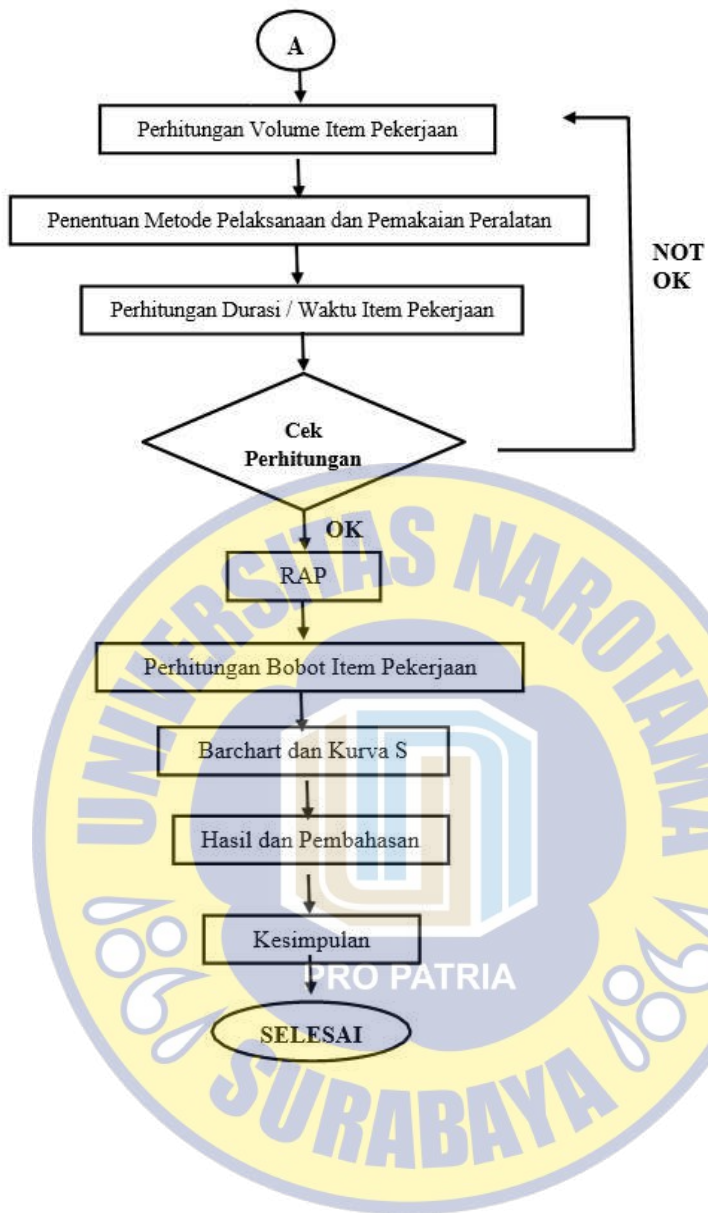 A
Perhitungan Volume Item Pekerjaan
Penentuan Metode Pelaksanaan dan Pemakaian Peralatan
NOT
OK
Perhitungan Durasi / Waktu Item Pekerjaan
Cek
Perhitungan
OK
RAP
Perhitungan Bobot Item Pekerjaan
Barchart dan Kurva S
Hasil dan Pembahasan
Kesimpulan
SELESAI
UNIVERSITAS NAROTAMA
PRO PATRIA
SURABAYA